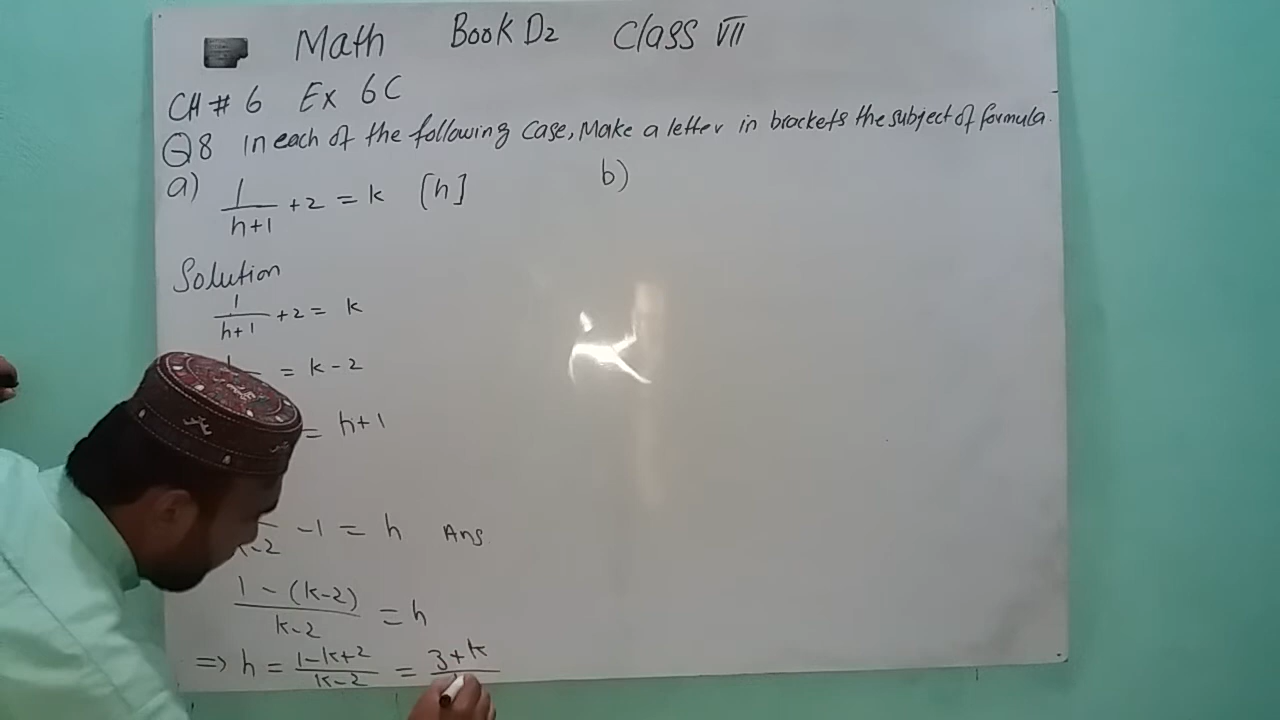 Math Book D2 Class VII
CH # 6 Ex 6C
Q8 In each of the following case, Make a letter in brackets the subject of formula.
a) 1/(h+1) + 2 = k [h] b)
Solution
1/(h+1) + 2 = k
= k - 2
= h+1
-1 = h Ans
(1 - (k-2))/(k-2) = h
⇒ h = (1-k+2)/(k-2) = 3+k